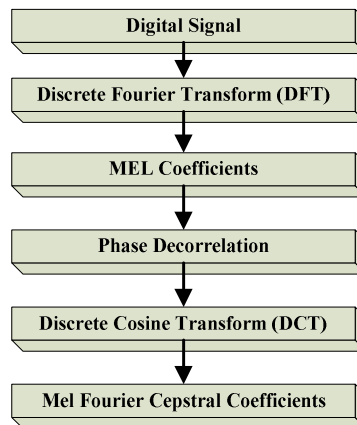 Digital Signal
Discrete Fourier Transform (DFT)
MEL Coefficients
Phase Decorrelation
Discrete Cosine Transform (DCT)
Mel Fourier Cepstral Coefficients